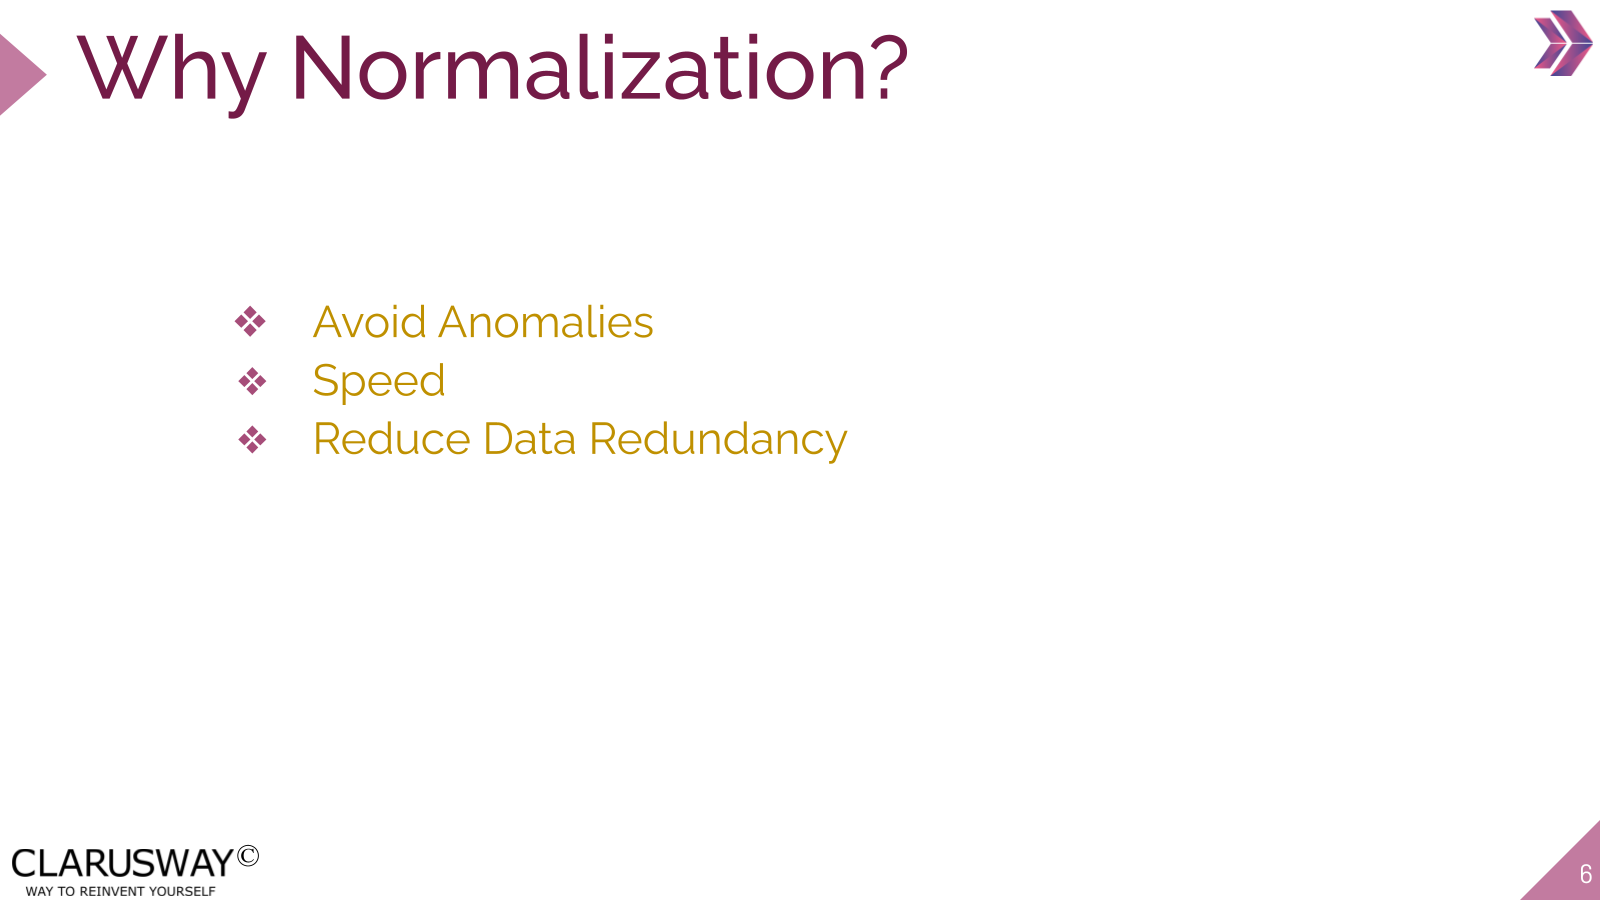 Why Normalization?
❖ Avoid Anomalies
❖ Speed
❖ Reduce Data Redundancy
CLARUSWAY©
WAY TO REINVENT YOURSELF
6